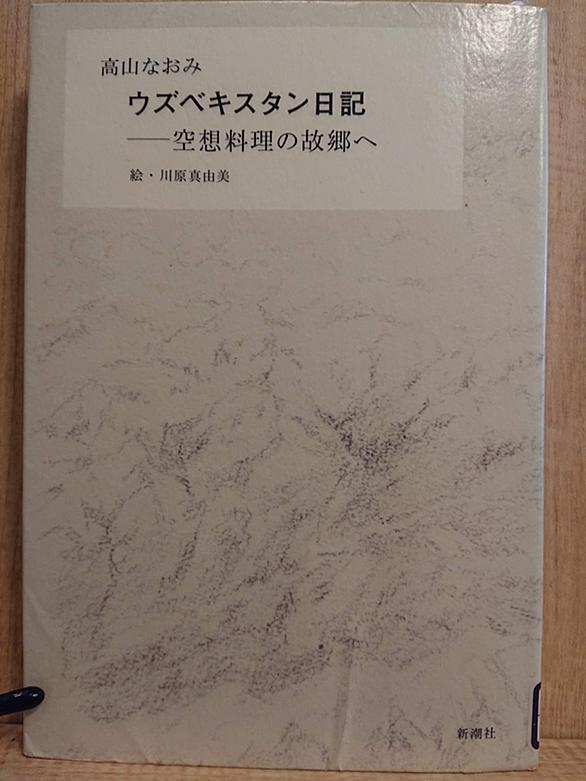 高山なおみ
ウズベキスタン日記
──空想料理の故郷へ
絵・川原真由美
新潮社